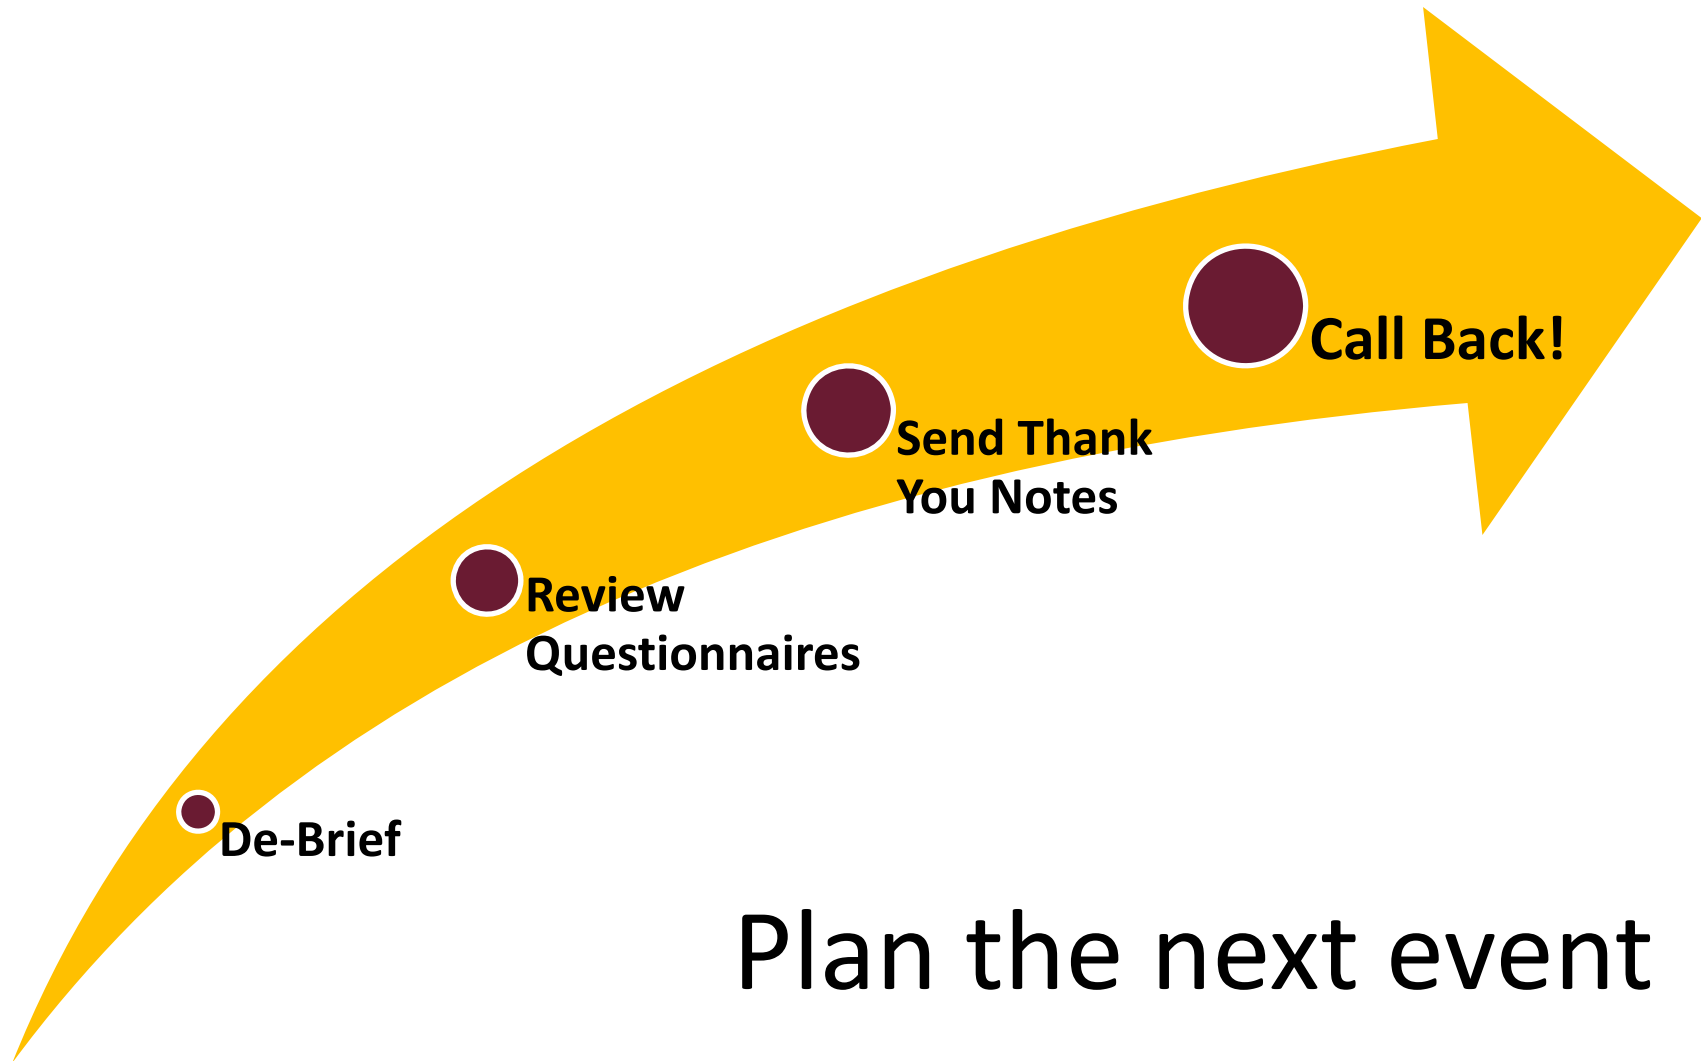 Call Back!
Send Thank
You Notes
Review
Questionnaires
De-Brief
Plan the next event